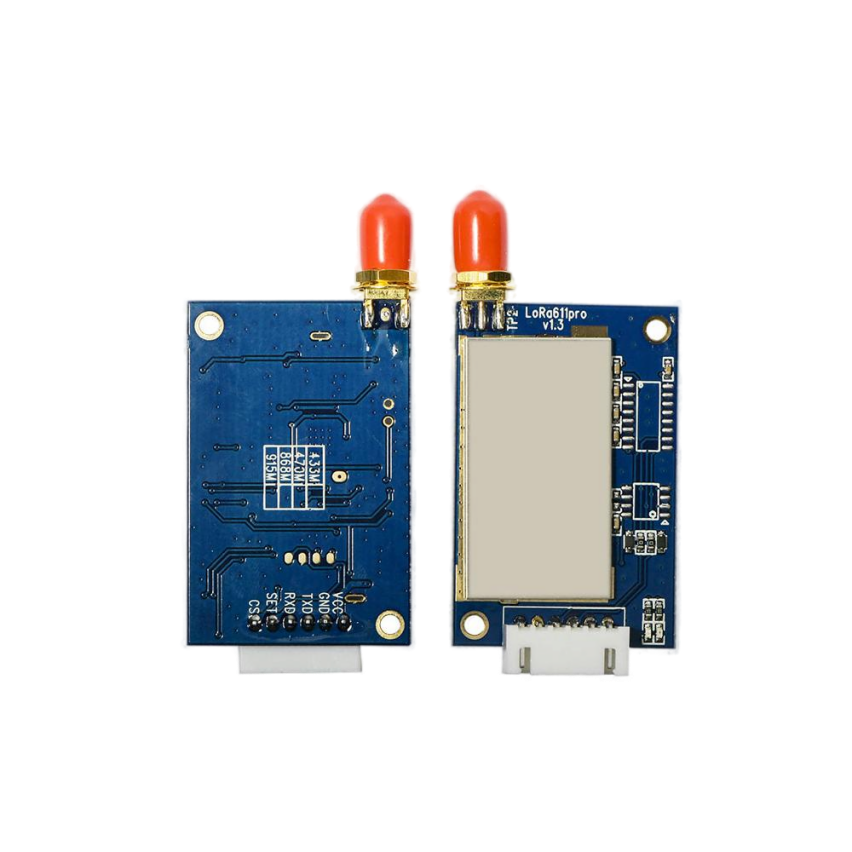 LoRa611pro
v1.3
TP2
433M
470M
868M
915M
VCC
GND
TXD
RXD
SET
CS